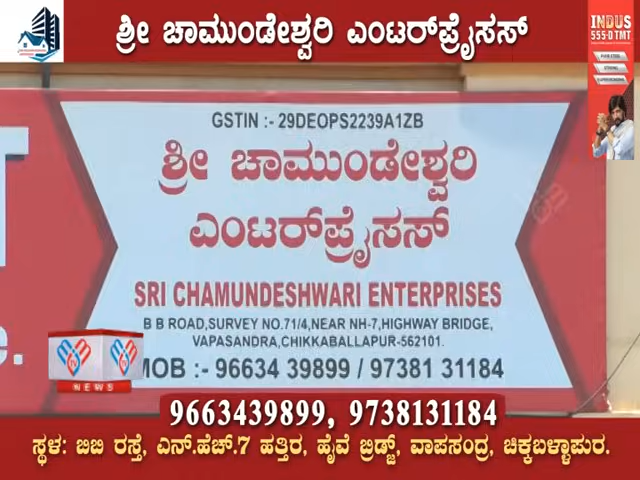 ಶ್ರೀ ಚಾಮುಂಡೇಶ್ವರಿ ಎಂಟರ್‌ಪ್ರೈಸಸ್
INDUS
555-D TMT
GSTIN :- 29DEOPS2239A1ZB
ಶ್ರೀ ಚಾಮುಂಡೇಶ್ವರಿ
ಎಂಟರ್‌ಪ್ರೈಸಸ್
SRI CHAMUNDESHWARI ENTERPRISES
B B ROAD,SURVEY NO.71/4,NEAR NH-7,HIGHWAY BRIDGE,
VAPASANDRA,CHIKKABALLAPUR-562101.
MOB :- 96634 39899 / 97381 31184
TV
NEWS
9663439899, 9738131184
ಸ್ಥಳ: ಬಿಬಿ ರಸ್ತೆ, ಎನ್.ಹೆಚ್.7 ಹತ್ತಿರ, ಹೈವೆ ಬ್ರಿಡ್ಜ್, ವಾಪಸಂದ್ರ, ಚಿಕ್ಕಬಳ್ಳಾಪುರ.